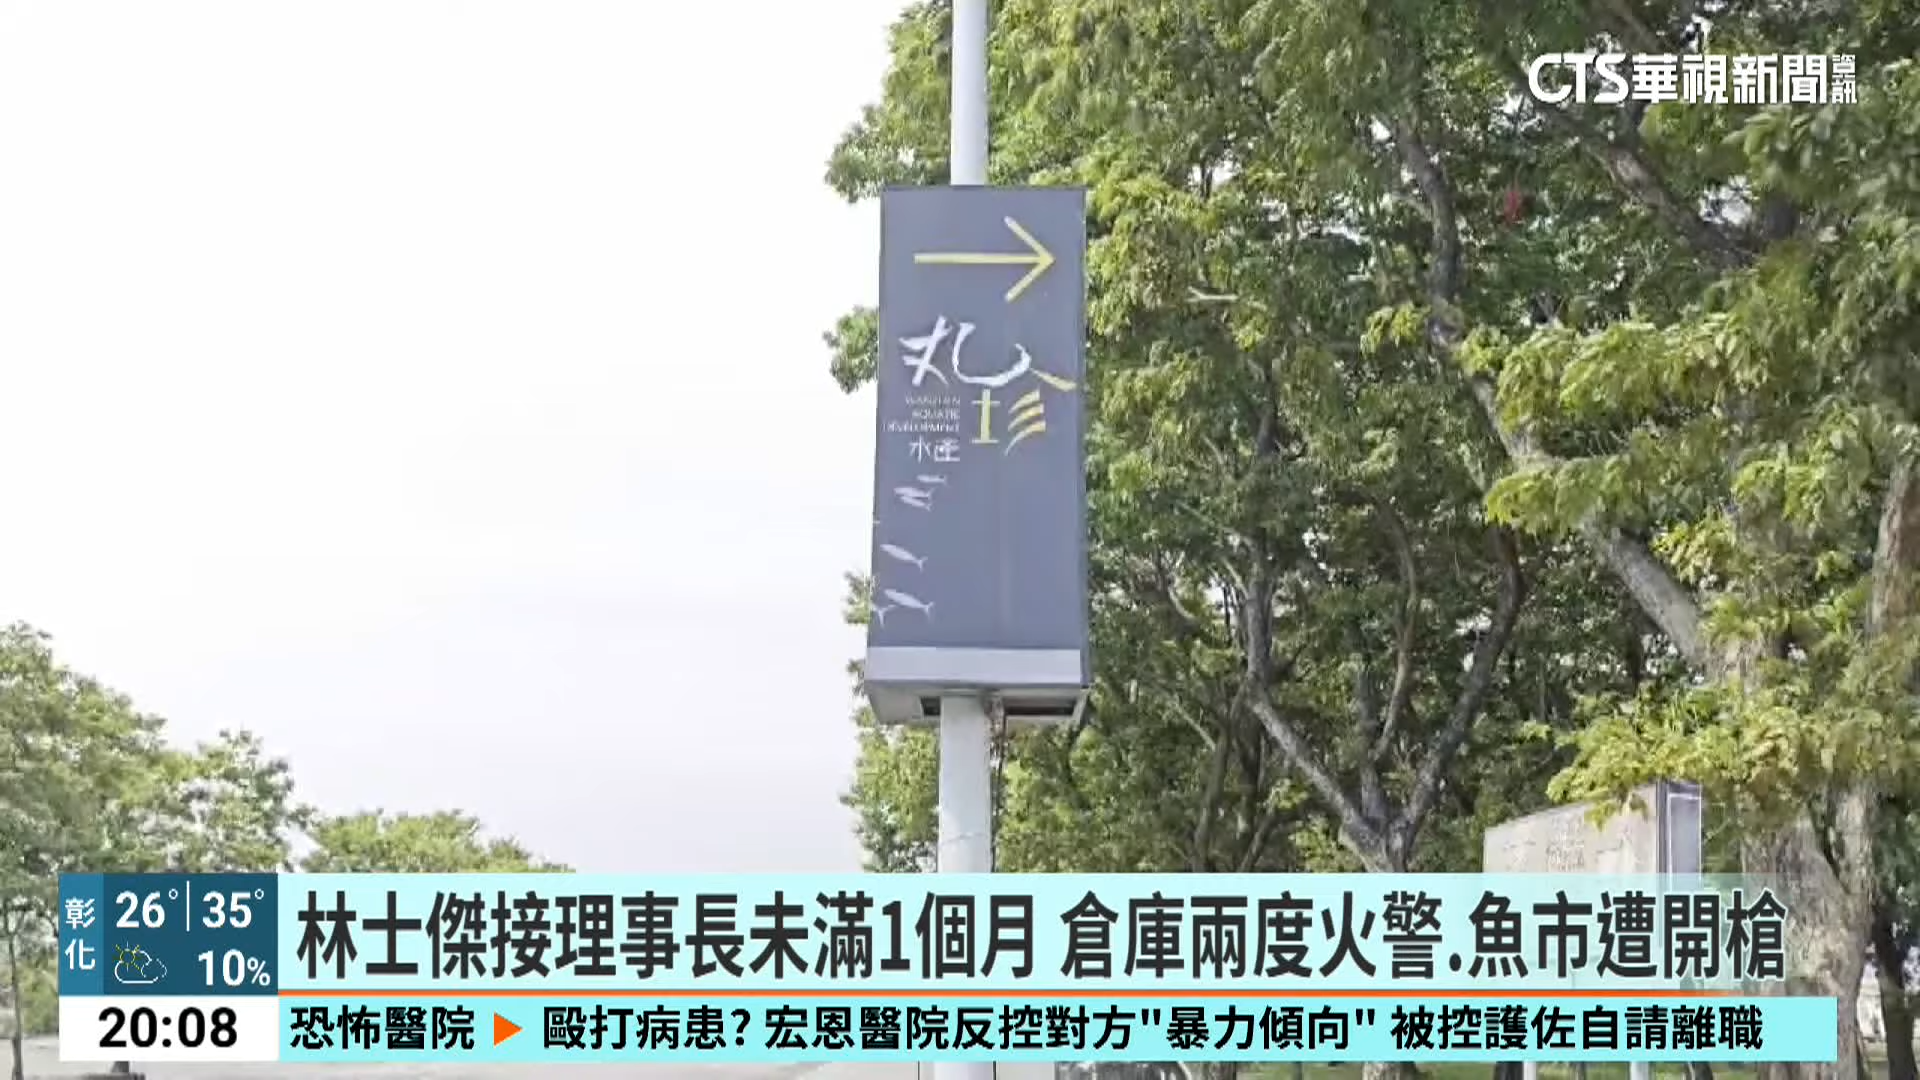 CTS華視新聞資訊
丸珍
WANZHEN
AQUATIC
DEVELOPMENT
水產
彰化
26°|35°
10%
林士傑接理事長未滿1個月 倉庫兩度火警.魚市遭開槍
20:08
恐怖醫院 ▶ 毆打病患? 宏恩醫院反控對方"暴力傾向" 被控護佐自請離職